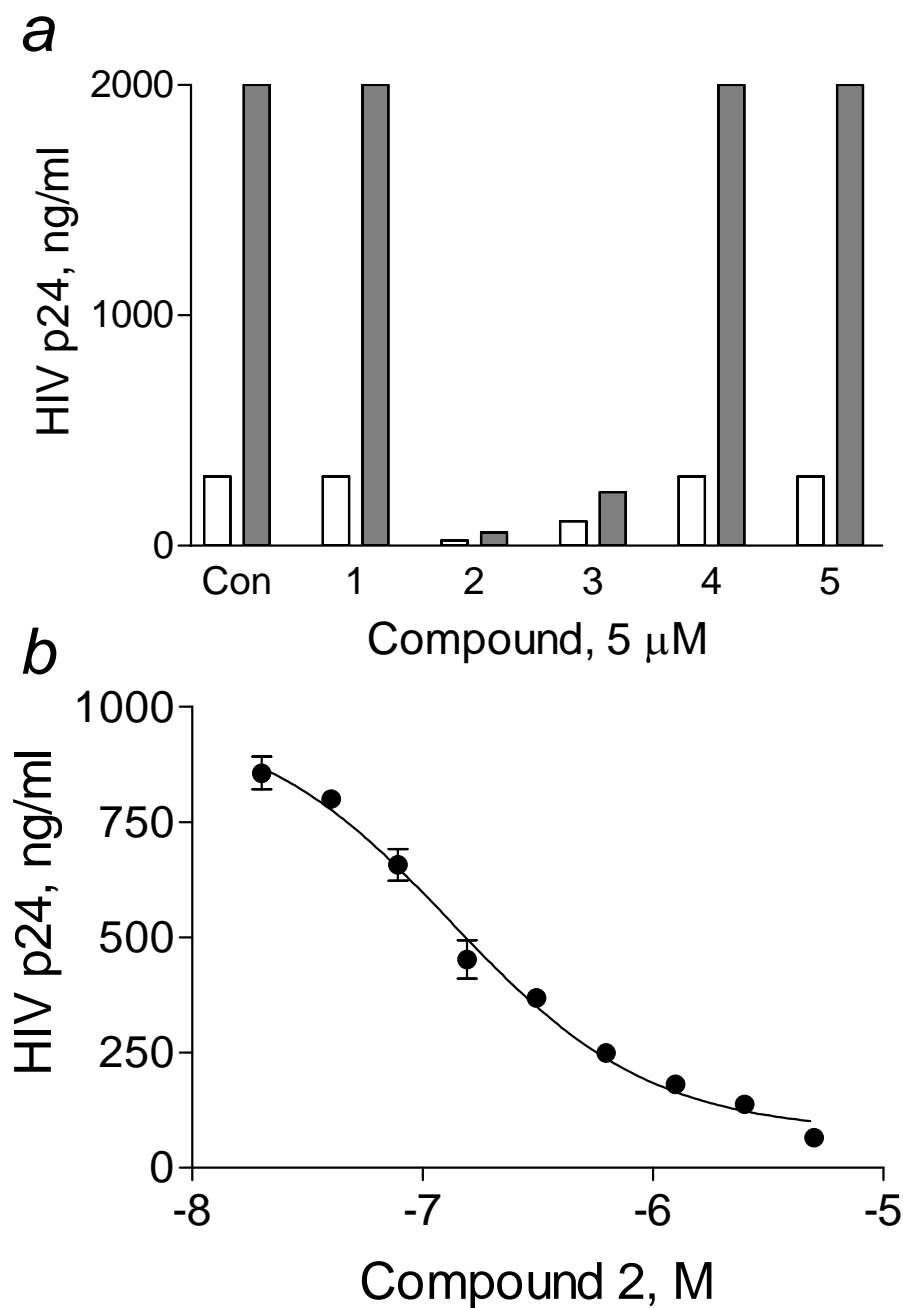 a
HIV p24, ng/ml
2000
1000
0
Con 1 2 3 4 5
Compound, 5 μM
b
HIV p24, ng/ml
1000
750
500
250
0
-8 -7 -6 -5
Compound 2, M